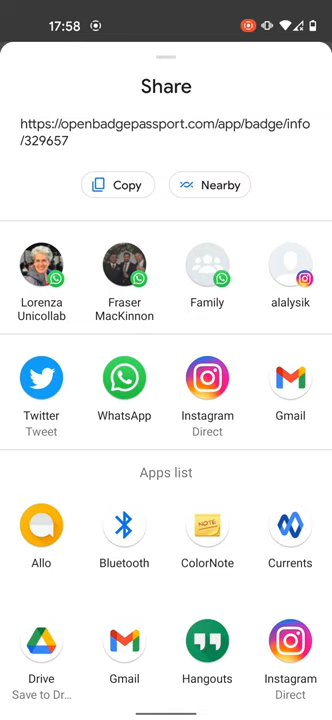 17:58
Share
https://openbadgepassport.com/app/badge/info
/329657
Copy
Nearby
Lorenza
Unicollab
Fraser
MacKinnon
Family
alalysik
Twitter
Tweet
WhatsApp
Instagram
Direct
Gmail
Apps list
NOTE
Allo
Bluetooth
ColorNote
Currents
Drive
Save to Dr...
Gmail
Hangouts
Instagram
Direct